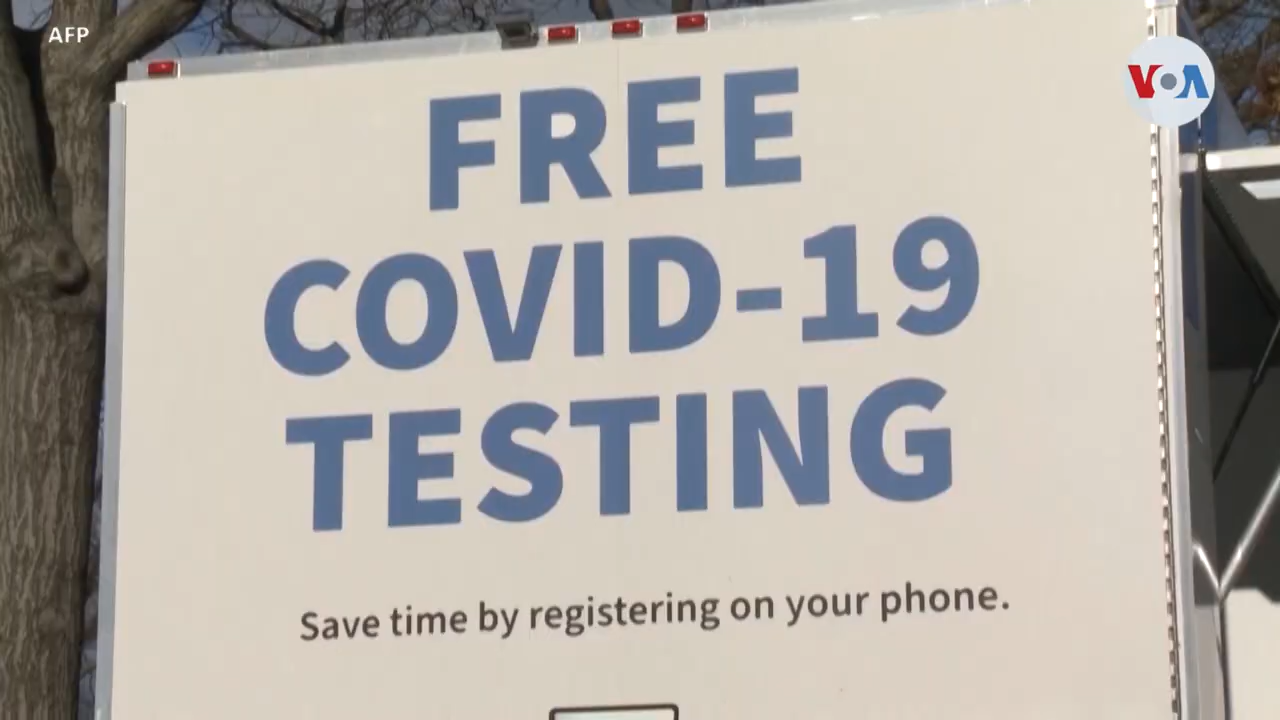 AFP
VOA
FREE
COVID-19
TESTING
Save time by registering on your phone.